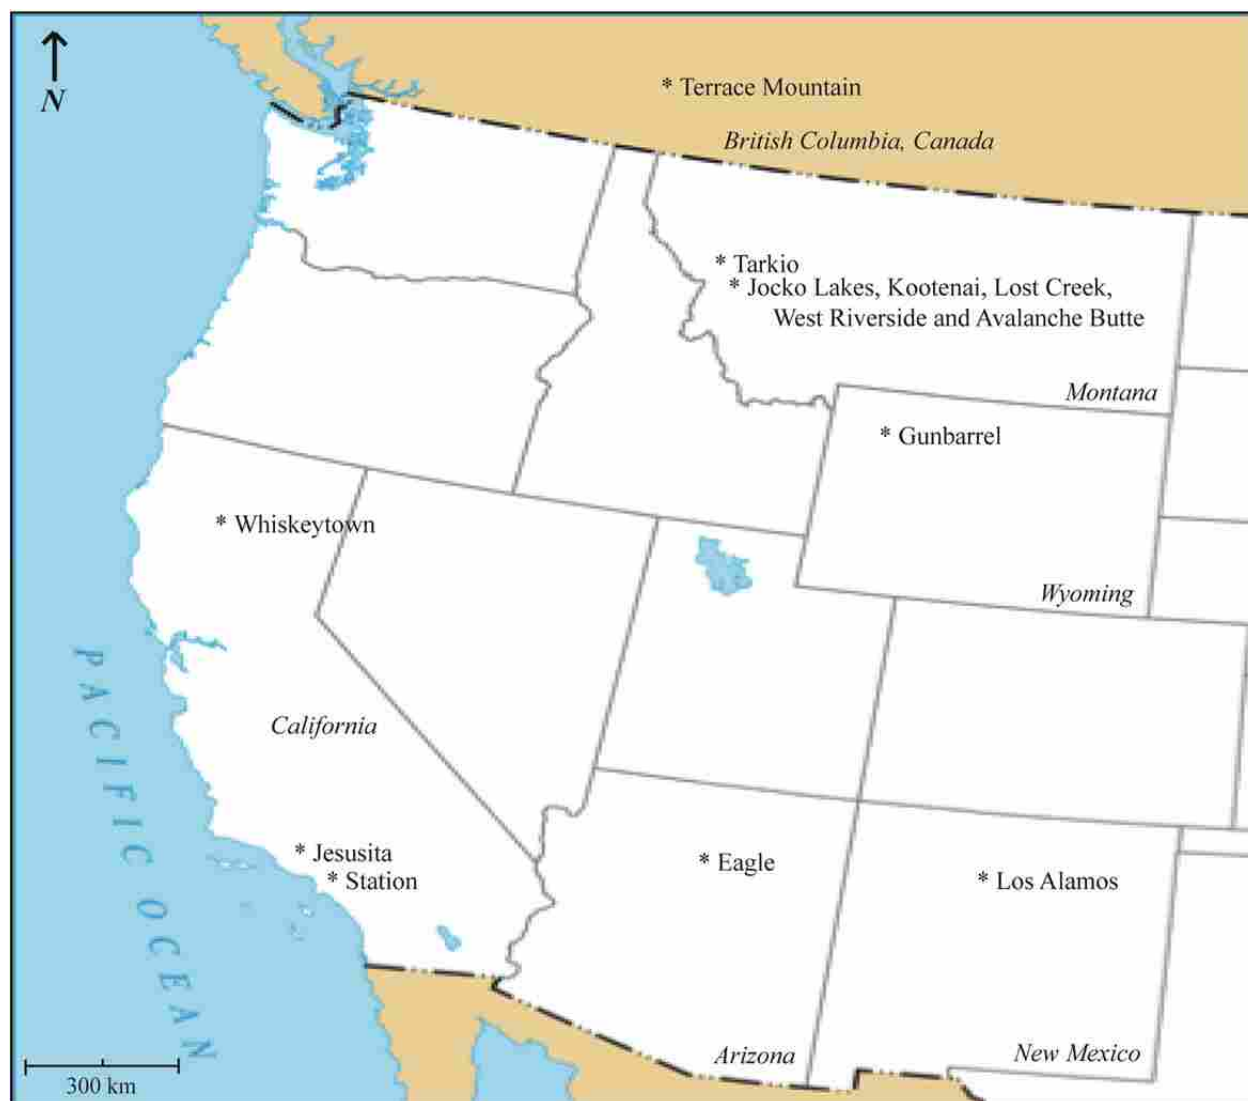 N
* Terrace Mountain
British Columbia, Canada
* Tarkio
* Jocko Lakes, Kootenai, Lost Creek,
West Riverside and Avalanche Butte
Montana
* Gunbarrel
* Whiskeytown
Wyoming
PACIFIC OCEAN
California
* Jesusita
* Station
* Eagle
* Los Alamos
Arizona
New Mexico
300 km